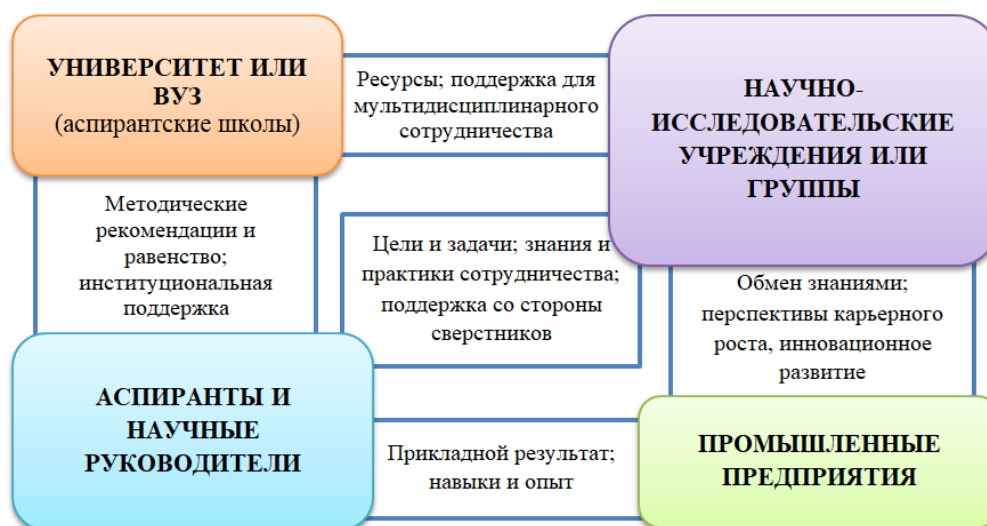 УНИВЕРСИТЕТ ИЛИ
ВУЗ
(аспирантские школы)
Ресурсы; поддержка для
мультидисциплинарного
сотрудничества
НАУЧНО-
ИССЛЕДОВАТЕЛЬСКИЕ
УЧРЕЖДЕНИЯ ИЛИ
ГРУППЫ
Методические
рекомендации и
равенство;
институциональная
поддержка
Цели и задачи; знания и
практики сотрудничества;
поддержка со стороны
сверстников
Обмен знаниями;
перспективы карьерного
роста, инновационное
развитие
АСПИРАНТЫ И
НАУЧНЫЕ
РУКОВОДИТЕЛИ
Прикладной результат;
навыки и опыт
ПРОМЫШЛЕННЫЕ
ПРЕДПРИЯТИЯ